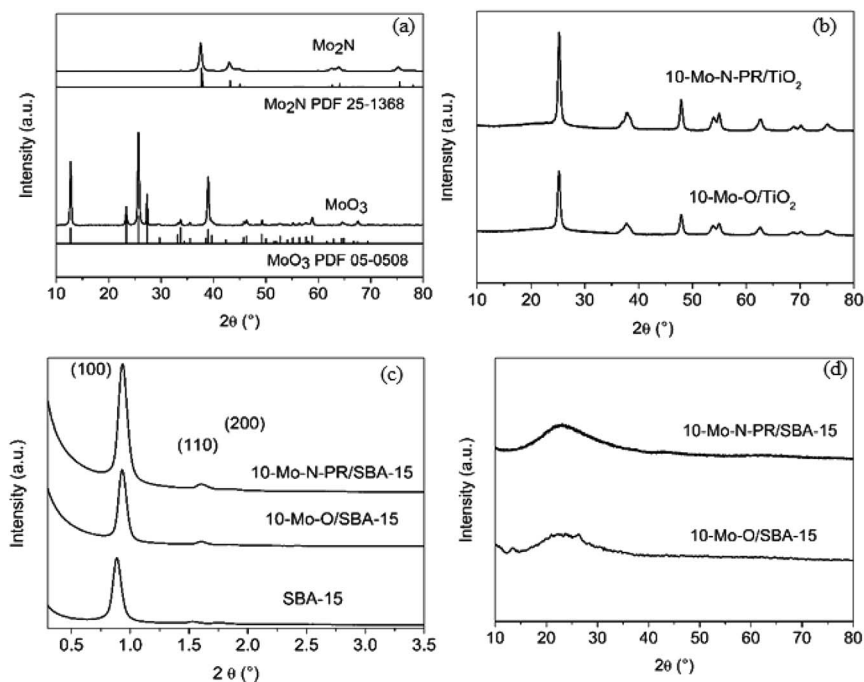 (a)
Mo₂N
Mo₂N PDF 25-1368
MoO₃
MoO₃ PDF 05-0508
Intensity (a.u.)
10 20 30 40 50 60 70 80
2θ (°)
(b)
10-Mo-N-PR/TiO₂
10-Mo-O/TiO₂
Intensity (a.u.)
10 20 30 40 50 60 70 80
2θ (°)
(c)
(100)
(200)
(110)
10-Mo-N-PR/SBA-15
10-Mo-O/SBA-15
SBA-15
Intensity (a.u.)
0.5 1.0 1.5 2.0 2.5 3.0 3.5
2 θ (°)
(d)
10-Mo-N-PR/SBA-15
10-Mo-O/SBA-15
Intensity (a.u.)
10 20 30 40 50 60 70 80
2θ (°)